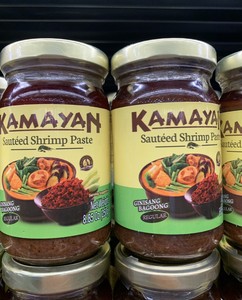 KAMAYAN
Sautéed Shrimp Paste
GINISANG
BAGOONG
REGULAR
KAMAYAN
Sautéed Shrimp Paste
GINISANG
BAGOONG
REGULAR